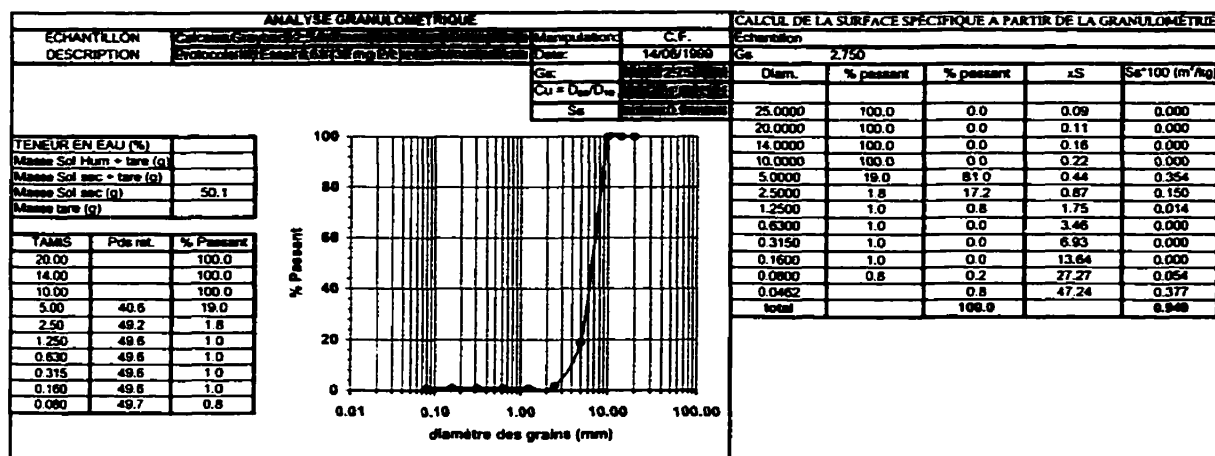 ANALYSE GRANULOMETRIQUE
ECHANTILLON Manipulation: C.F.
DESCRIPTION Date: 14/06/1999
Gs:
Cu = D60/D10
Ss
TENEUR EN EAU (%)
Masse Sol Hum + tare (g)
Masse Sol sec + tare (g)
Masse Sol sec (g) 50.1
Masse tare (g)
TAMIS Pds ret. % Passant
20.00 100.0
14.00 100.0
10.00 100.0
5.00 40.6 19.0
2.50 49.2 1.8
1.250 49.6 1.0
0.630 49.6 1.0
0.315 49.6 1.0
0.160 49.6 1.0
0.080 49.7 0.8
% Passant
100
80
60
40
20
0
0.01 0.10 1.00 10.00 100.00
diamètre des grains (mm)
CALCUL DE LA SURFACE SPÉCIFIQUE A PARTIR DE LA GRANULOMÉTRIE
Echantillon
Gs 2.750
Diam. % passant % passant xS Ss*100 (m²/kg)
25.0000 100.0 0.0 0.09 0.000
20.0000 100.0 0.0 0.11 0.000
14.0000 100.0 0.0 0.16 0.000
10.0000 100.0 0.0 0.22 0.000
5.0000 19.0 81.0 0.44 0.354
2.5000 1.8 17.2 0.87 0.150
1.2500 1.0 0.8 1.75 0.014
0.6300 1.0 0.0 3.46 0.000
0.3150 1.0 0.0 6.93 0.000
0.1600 1.0 0.0 13.64 0.000
0.0800 0.8 0.2 27.27 0.054
0.0462 0.8 47.24 0.377
total 100.0 0.949